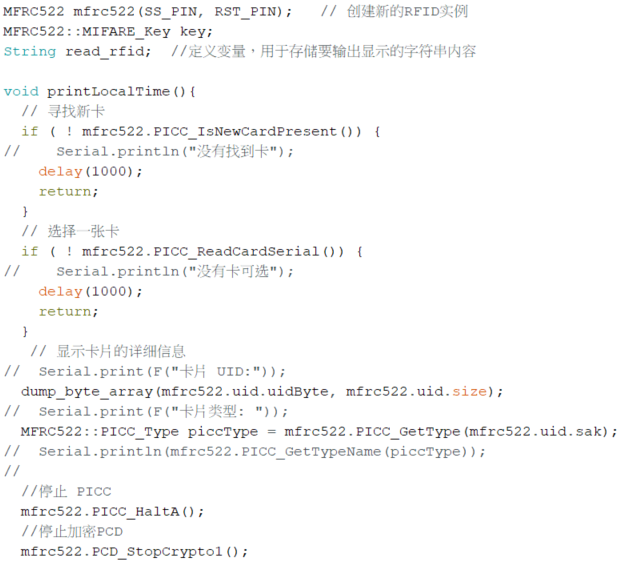 MFRC522 mfrc522(SS_PIN, RST_PIN);   // 创建新的RFID实例
MFRC522::MIFARE_Key key;
String read_rfid;  //定义变量，用于存储要输出显示的字符串内容

void printLocalTime(){
  // 寻找新卡
  if ( ! mfrc522.PICC_IsNewCardPresent()) {
//    Serial.println("没有找到卡");
    delay(1000);
    return;
  }
  // 选择一张卡
  if ( ! mfrc522.PICC_ReadCardSerial()) {
//    Serial.println("没有卡可选");
    delay(1000);
    return;
  }
   // 显示卡片的详细信息
//  Serial.print(F("卡片 UID:"));
  dump_byte_array(mfrc522.uid.uidByte, mfrc522.uid.size);
//  Serial.print(F("卡片类型: "));
  MFRC522::PICC_Type piccType = mfrc522.PICC_GetType(mfrc522.uid.sak);
//  Serial.println(mfrc522.PICC_GetTypeName(piccType));
//
  //停止 PICC
  mfrc522.PICC_HaltA();
  //停止加密PCD
  mfrc522.PCD_StopCrypto1();